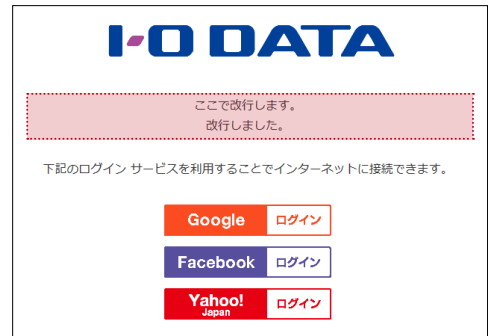 I-O DATA
ここで改行します。
改行しました。
下記のログイン サービスを利用することでインターネットに接続できます。
Google ログイン
Facebook ログイン
Yahoo! ログイン
Japan